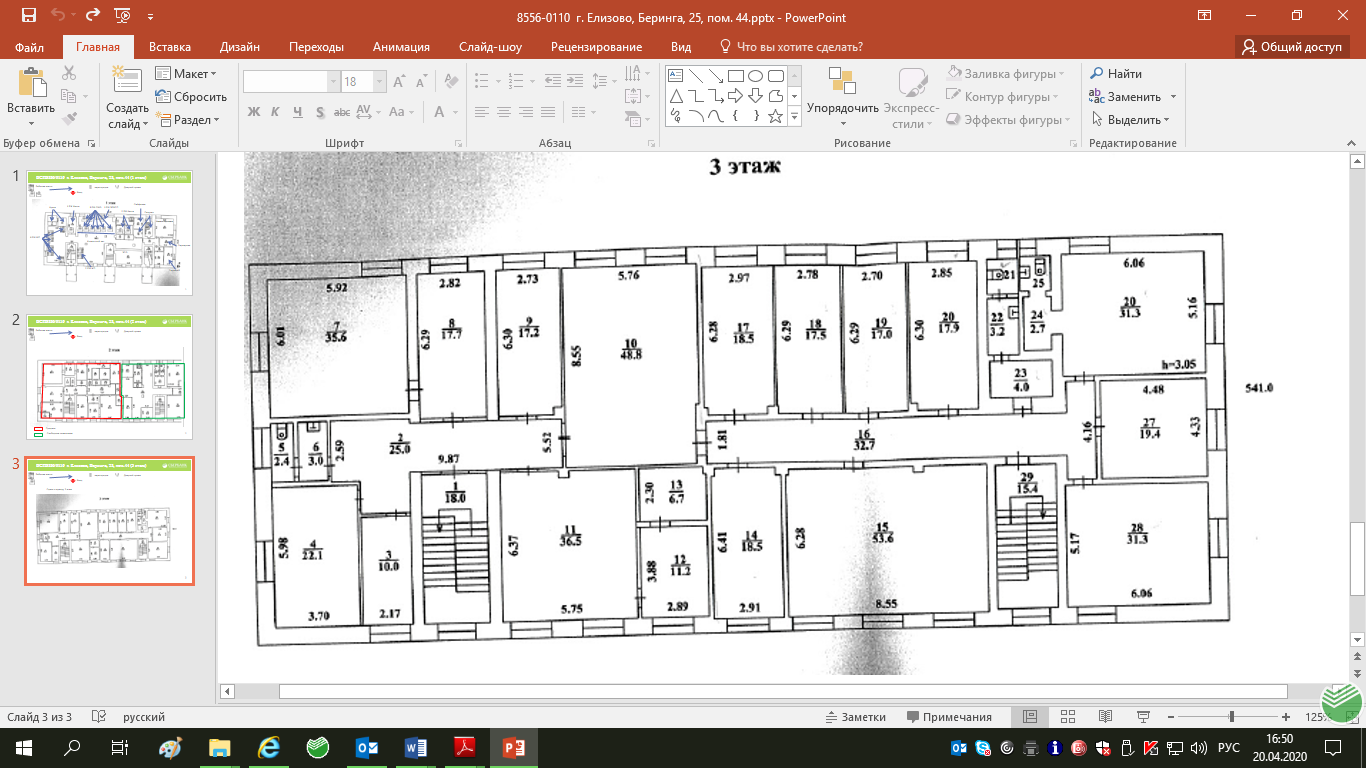 8556-0110 г. Елизово, Беринга, 25, пом. 44.pptx - PowerPoint
Файл
Главная
Вставка
Дизайн
Переходы
Анимация
Слайд-шоу
Рецензирование
Вид
Что вы хотите сделать?
Общий доступ
Вставить
Создать слайд
Макет
Сбросить
Раздел
18
Ж К Ч S abc AV Aa A
Упорядочить
Экспресс-стили
Заливка фигуры
Контур фигуры
Эффекты фигуры
Найти
Заменить
Выделить
Буфер обмена
Слайды
Шрифт
Абзац
Рисование
Редактирование
1
2
3
3 этаж
5.92
6.01
7
35.6
2.82
6.29
8
17.7
2.73
6.30
9
17.2
5.76
8.55
10
48.8
2.97
6.28
17
18.5
2.78
6.29
18
17.5
2.70
6.29
19
17.0
2.85
6.30
20
17.9
21
22
3.2
25
24
2.7
23
4.0
6.06
20
31.3
5.16
h=3.05
541.0
5
2.4
6
3.0
2.59
2
25.0
9.87
5.52
1.81
16
32.7
4.16
4.48
27
19.4
4.33
5.98
4
22.1
3.70
3
10.0
2.17
1
18.0
6.37
11
36.5
5.75
2.30
13
6.7
3.88
12
11.2
2.89
6.41
14
18.5
2.91
6.28
15
53.6
8.55
29
15.4
5.17
28
31.3
6.06
Слайд 3 из 3
русский
Заметки
Примечания
125%
РУС
16:50
20.04.2020